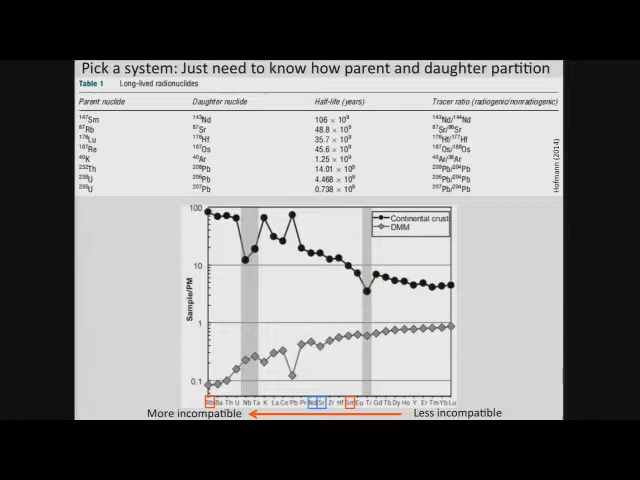 Pick a system: Just need to know how parent and daughter partition
Table 1 Long-lived radionuclides
Parent nuclide Daughter nuclide Half-life (years) Tracer ratio (radiogenic/nonradiogenic)
¹⁴⁷Sm ¹⁴³Nd 106 × 10⁹ ¹⁴³Nd/¹⁴⁴Nd
⁸⁷Rb ⁸⁷Sr 48.8 × 10⁹ ⁸⁷Sr/⁸⁶Sr
¹⁷⁶Lu ¹⁷⁶Hf 35.7 × 10⁹ ¹⁷⁶Hf/¹⁷⁷Hf
¹⁸⁷Re ¹⁸⁷Os 45.6 × 10⁹ ¹⁸⁷Os/¹⁸⁸Os
⁴⁰K ⁴⁰Ar 1.25 × 10⁹ ⁴⁰Ar/³⁶Ar
²³²Th ²⁰⁸Pb 14.01 × 10⁹ ²⁰⁸Pb/²⁰⁴Pb
²³⁸U ²⁰⁶Pb 4.468 × 10⁹ ²⁰⁶Pb/²⁰⁴Pb
²³⁵U ²⁰⁷Pb 0.738 × 10⁹ ²⁰⁷Pb/²⁰⁴Pb
Hofmann (2014)
100
10
1
0.1
Sample/PM
Continental crust
DMM
Rb Ba Th U Nb Ta K La Ce Pb Pr Nd Sr Zr Hf Sm Eu Ti Gd Tb Dy Ho Y Er Tm Yb Lu
More incompatible Less incompatible